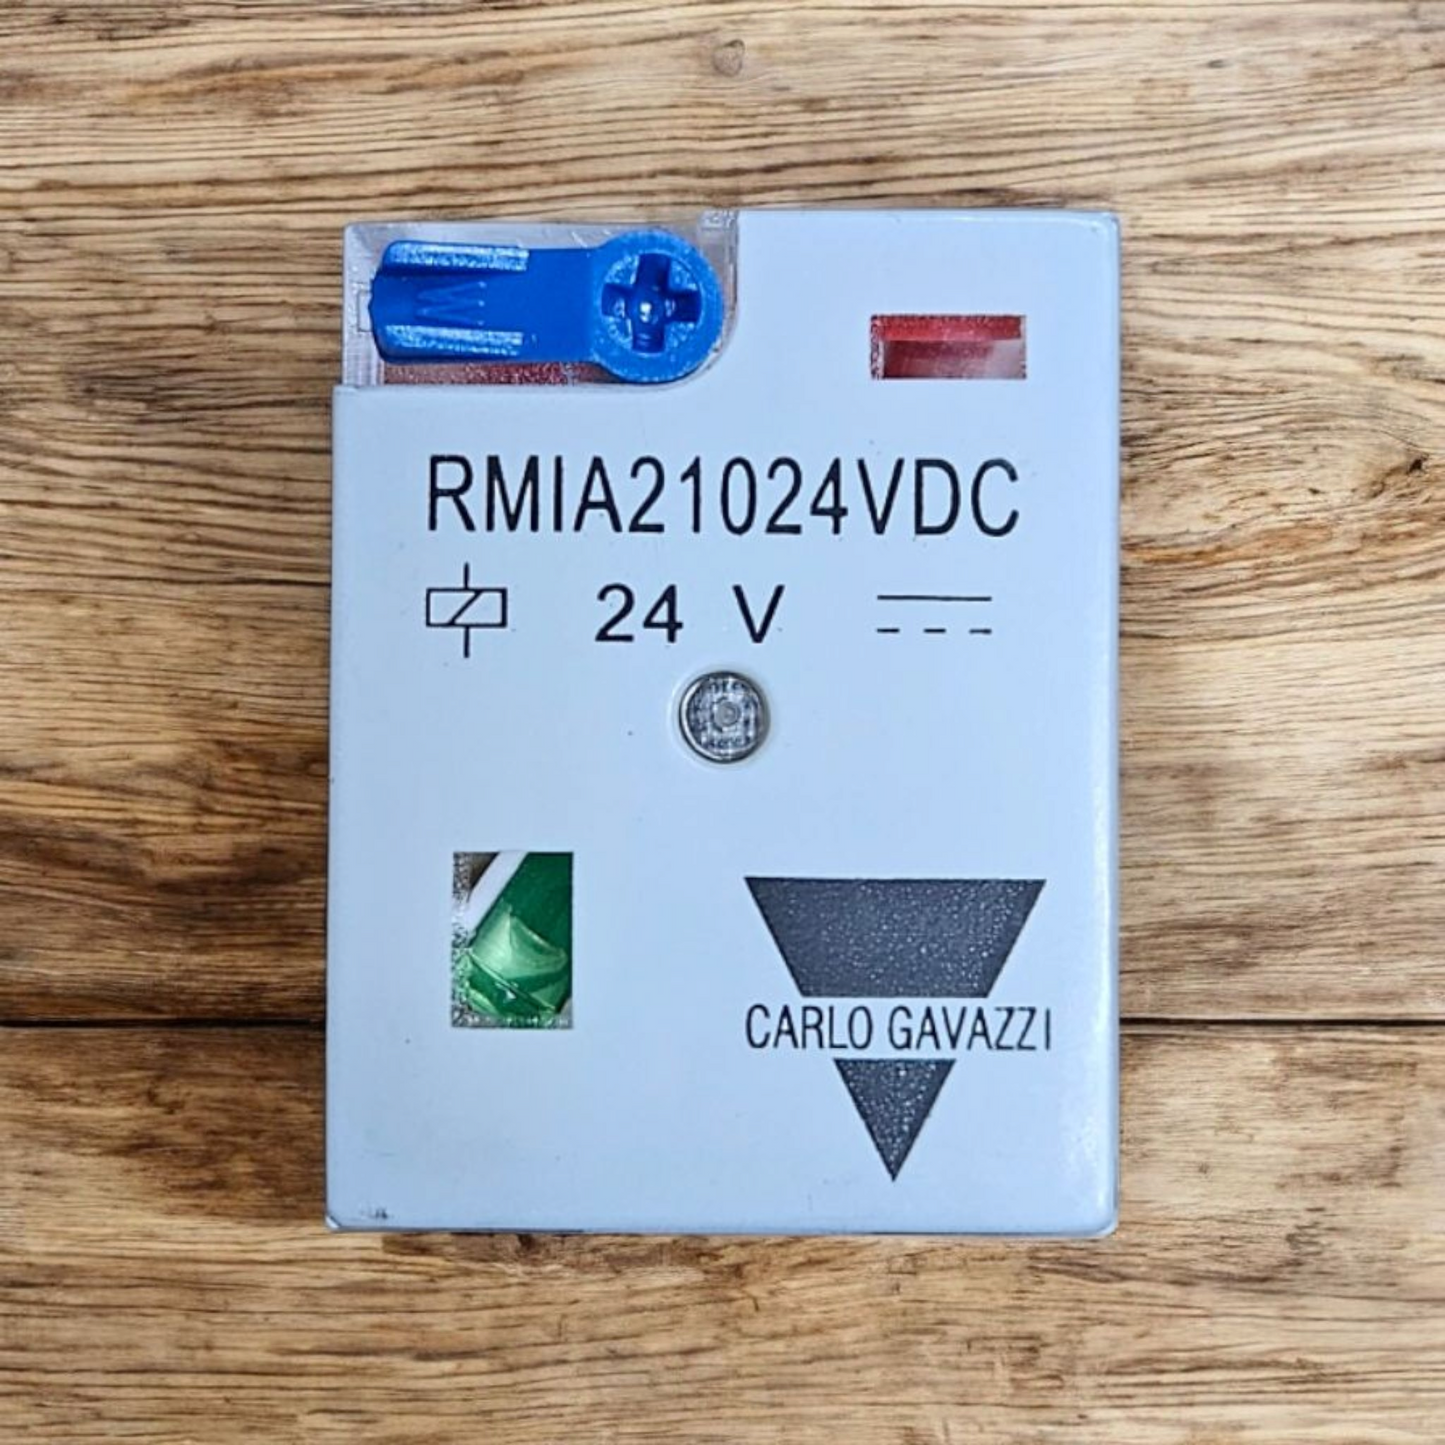 RMIA21024VDC
24 V
CARLO GAVAZZI